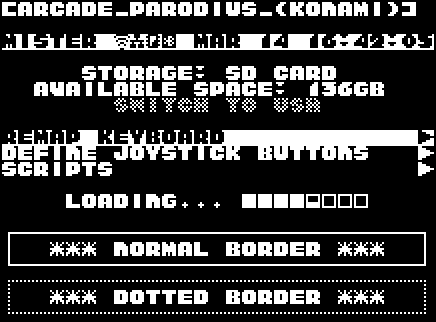 CARCADE_PARODIUS_(KONAMI)
MISTER MAR 14 16:42:05
STORAGE: SD CARD
AVAILABLE SPACE: 136GB
SWITCH TO USB
REMAP KEYBOARD
DEFINE JOYSTICK BUTTONS
SCRIPTS
LOADING...
*** NORMAL BORDER ***
*** DOTTED BORDER ***